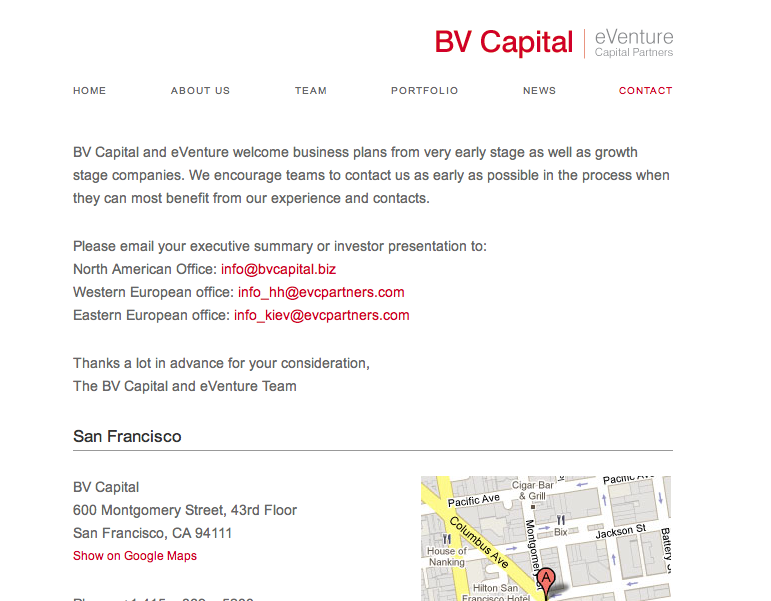 BV Capital
eVenture
Capital Partners
HOME ABOUT US TEAM PORTFOLIO NEWS CONTACT
BV Capital and eVenture welcome business plans from very early stage as well as growth
stage companies. We encourage teams to contact us as early as possible in the process when
they can most benefit from our experience and contacts.
Please email your executive summary or investor presentation to:
North American Office: info@bvcapital.biz
Western European office: info_hh@evcpartners.com
Eastern European office: info_kiev@evcpartners.com
Thanks a lot in advance for your consideration,
The BV Capital and eVenture Team
San Francisco
BV Capital
600 Montgomery Street, 43rd Floor
San Francisco, CA 94111
Show on Google Maps
Cigar Bar
& Grill
Pacific Ave
Pacific Ave
Columbus Ave
Bix
Jackson St
House of
Nanking
A
Hilton San
Francisco Hotel